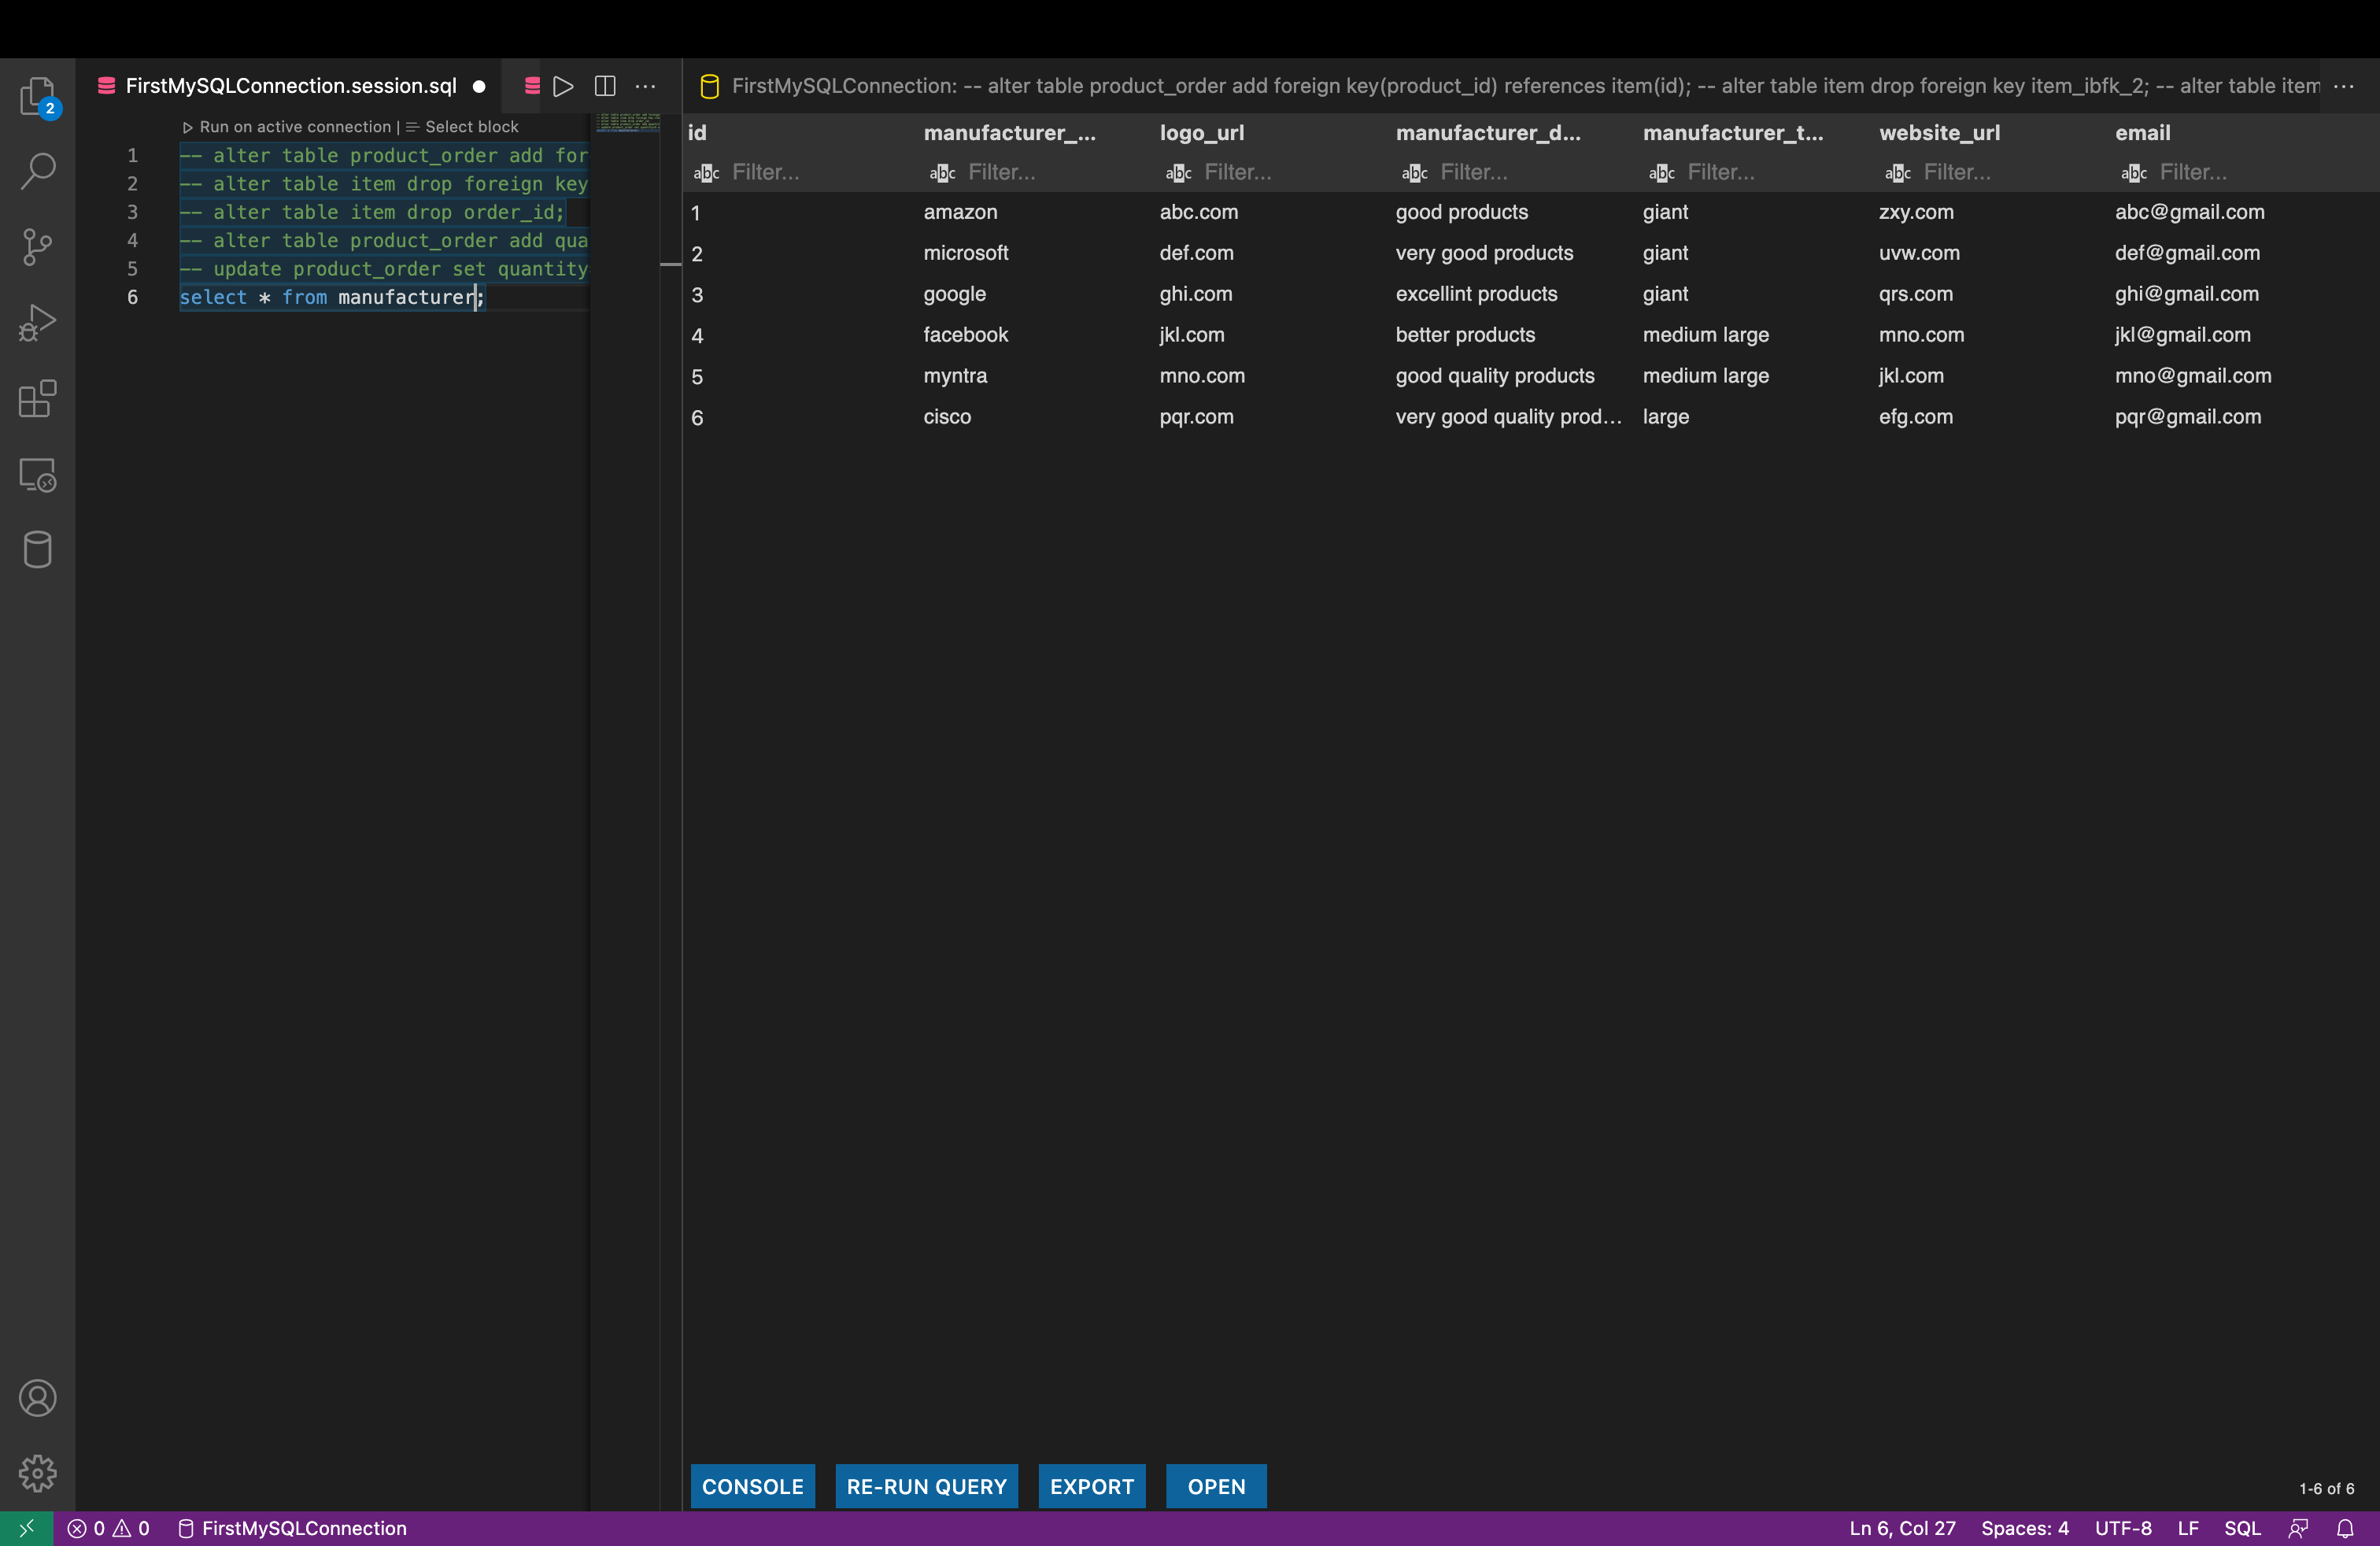 FirstMySQLConnection.session.sql
FirstMySQLConnection: -- alter table product_order add foreign key(product_id) references item(id); -- alter table item drop foreign key item_ibfk_2; -- alter table item
2
Run on active connection | Select block
1 -- alter table product_order add for
2 -- alter table item drop foreign key
3 -- alter table item drop order_id;
4 -- alter table product_order add qua
5 -- update product_order set quantity
6 select * from manufacturer;
id manufacturer_... logo_url manufacturer_d... manufacturer_t... website_url email
abc Filter... abc Filter... abc Filter... abc Filter... abc Filter... abc Filter... abc Filter...
1 amazon abc.com good products giant zxy.com abc@gmail.com
2 microsoft def.com very good products giant uvw.com def@gmail.com
3 google ghi.com excellint products giant qrs.com ghi@gmail.com
4 facebook jkl.com better products medium large mno.com jkl@gmail.com
5 myntra mno.com good quality products medium large jkl.com mno@gmail.com
6 cisco pqr.com very good quality prod... large efg.com pqr@gmail.com
CONSOLE RE-RUN QUERY EXPORT OPEN 1-6 of 6
0 0 FirstMySQLConnection Ln 6, Col 27 Spaces: 4 UTF-8 LF SQL